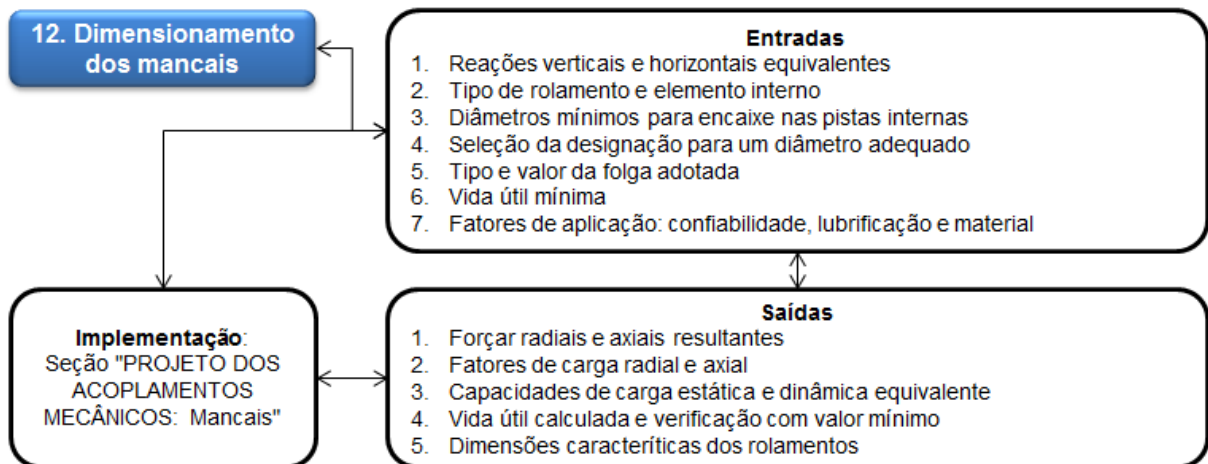 12. Dimensionamento
dos mancais
Entradas
1. Reações verticais e horizontais equivalentes
2. Tipo de rolamento e elemento interno
3. Diâmetros mínimos para encaixe nas pistas internas
4. Seleção da designação para um diâmetro adequado
5. Tipo e valor da folga adotada
6. Vida útil mínima
7. Fatores de aplicação: confiabilidade, lubrificação e material
Implementação:
Seção "PROJETO DOS
ACOPLAMENTOS
MECÂNICOS: Mancais"
Saídas
1. Forçar radiais e axiais resultantes
2. Fatores de carga radial e axial
3. Capacidades de carga estática e dinâmica equivalente
4. Vida útil calculada e verificação com valor mínimo
5. Dimensões caracteríticas dos rolamentos